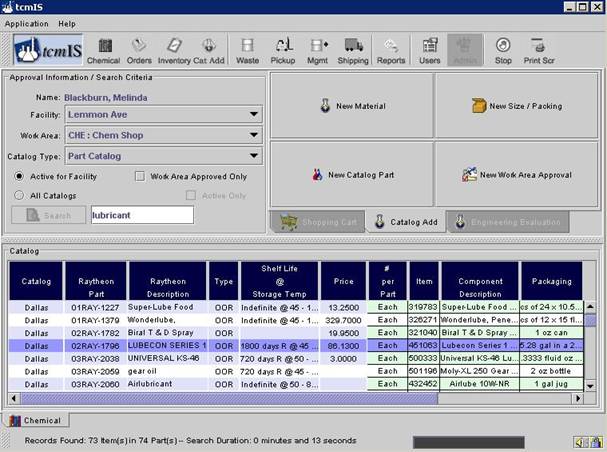 tcmIS
Application Help
tcmIS Chemical Orders Inventory Cat Add Waste Pickup Mgmt Shipping Reports Users Admin Stop Print Scr
Approval Information / Search Criteria
Name: Blackburn, Melinda
Facility: Lemmon Ave
Work Area: CHE : Chem Shop
Catalog Type: Part Catalog
Active for Facility Work Area Approved Only
All Catalogs Active Only
Search lubricant
New Material New Size / Packing
New Catalog Part New Work Area Approval
Shopping Cart Catalog Add Engineering Evaluation
Catalog
Catalog Raytheon Part Raytheon Description Type Shelf Life @ Storage Temp Price # per Part Item Component Description Packaging
Dallas 01RAY-1227 Super-Lube Food OOR Indefinite @ 45 - 1... 13.2500 Each 319783 Super-Lube Food ... cs of 24 x 10.5...
Dallas 01RAY-1379 Wonderlube, OOR Indefinite @ 45 - 1... 329.7000 Each 326271 Wonderlube, Pene... cs of 12 x 15 fl...
Dallas 02RAY-1782 Biral T & D Spray OOR 19.9500 Each 321040 Biral T & D Spray ... 1 oz can
Dallas 02RAY-1796 LUBECON SERIES 1 OOR 1800 days R @ 45 ... 86.1300 Each 451063 Lubecon Series 1 ... 5.28 gal in a 2...
Dallas 03RAY-2038 UNIVERSAL KS-46 OOR 720 days R @ 45 - ... 3.0000 Each 500333 Universal KS-46 Lu... .3333 fluid oz ...
Dallas 03RAY-2059 gear oil OOR 720 days R @ 45 - ... Each 501196 Moly-XL 250 Gear ... 2 oz bottle
Dallas 03RAY-2060 Airlubricant OOR Indefinite @ 50 - 8... Each 432452 Airlube 10W-NR 1 gal jug
Chemical
Records Found: 73 Item(s) in 74 Part(s) -- Search Duration: 0 minutes and 13 seconds